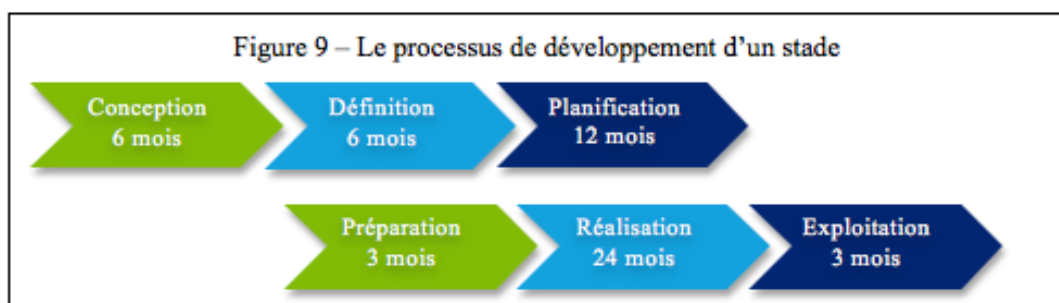 Figure 9 – Le processus de développement d’un stade
Conception
6 mois
Définition
6 mois
Planification
12 mois
Préparation
3 mois
Réalisation
24 mois
Exploitation
3 mois